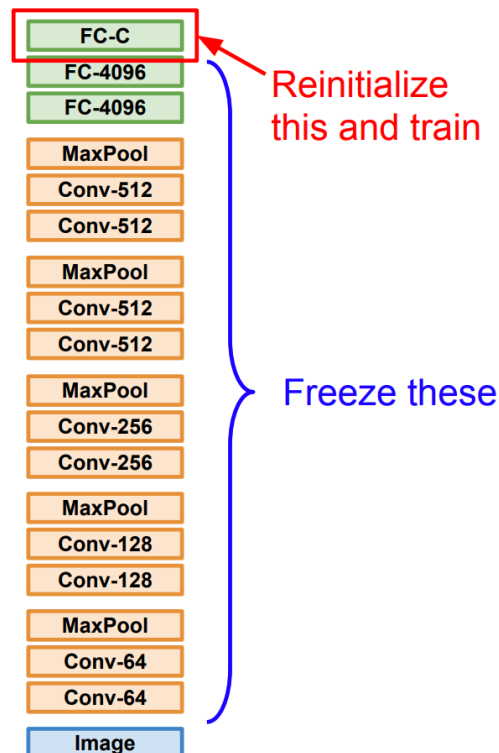 FC-C
FC-4096
FC-4096
MaxPool
Conv-512
Conv-512
MaxPool
Conv-512
Conv-512
MaxPool
Conv-256
Conv-256
MaxPool
Conv-128
Conv-128
MaxPool
Conv-64
Conv-64
Image
Reinitialize
this and train
Freeze these